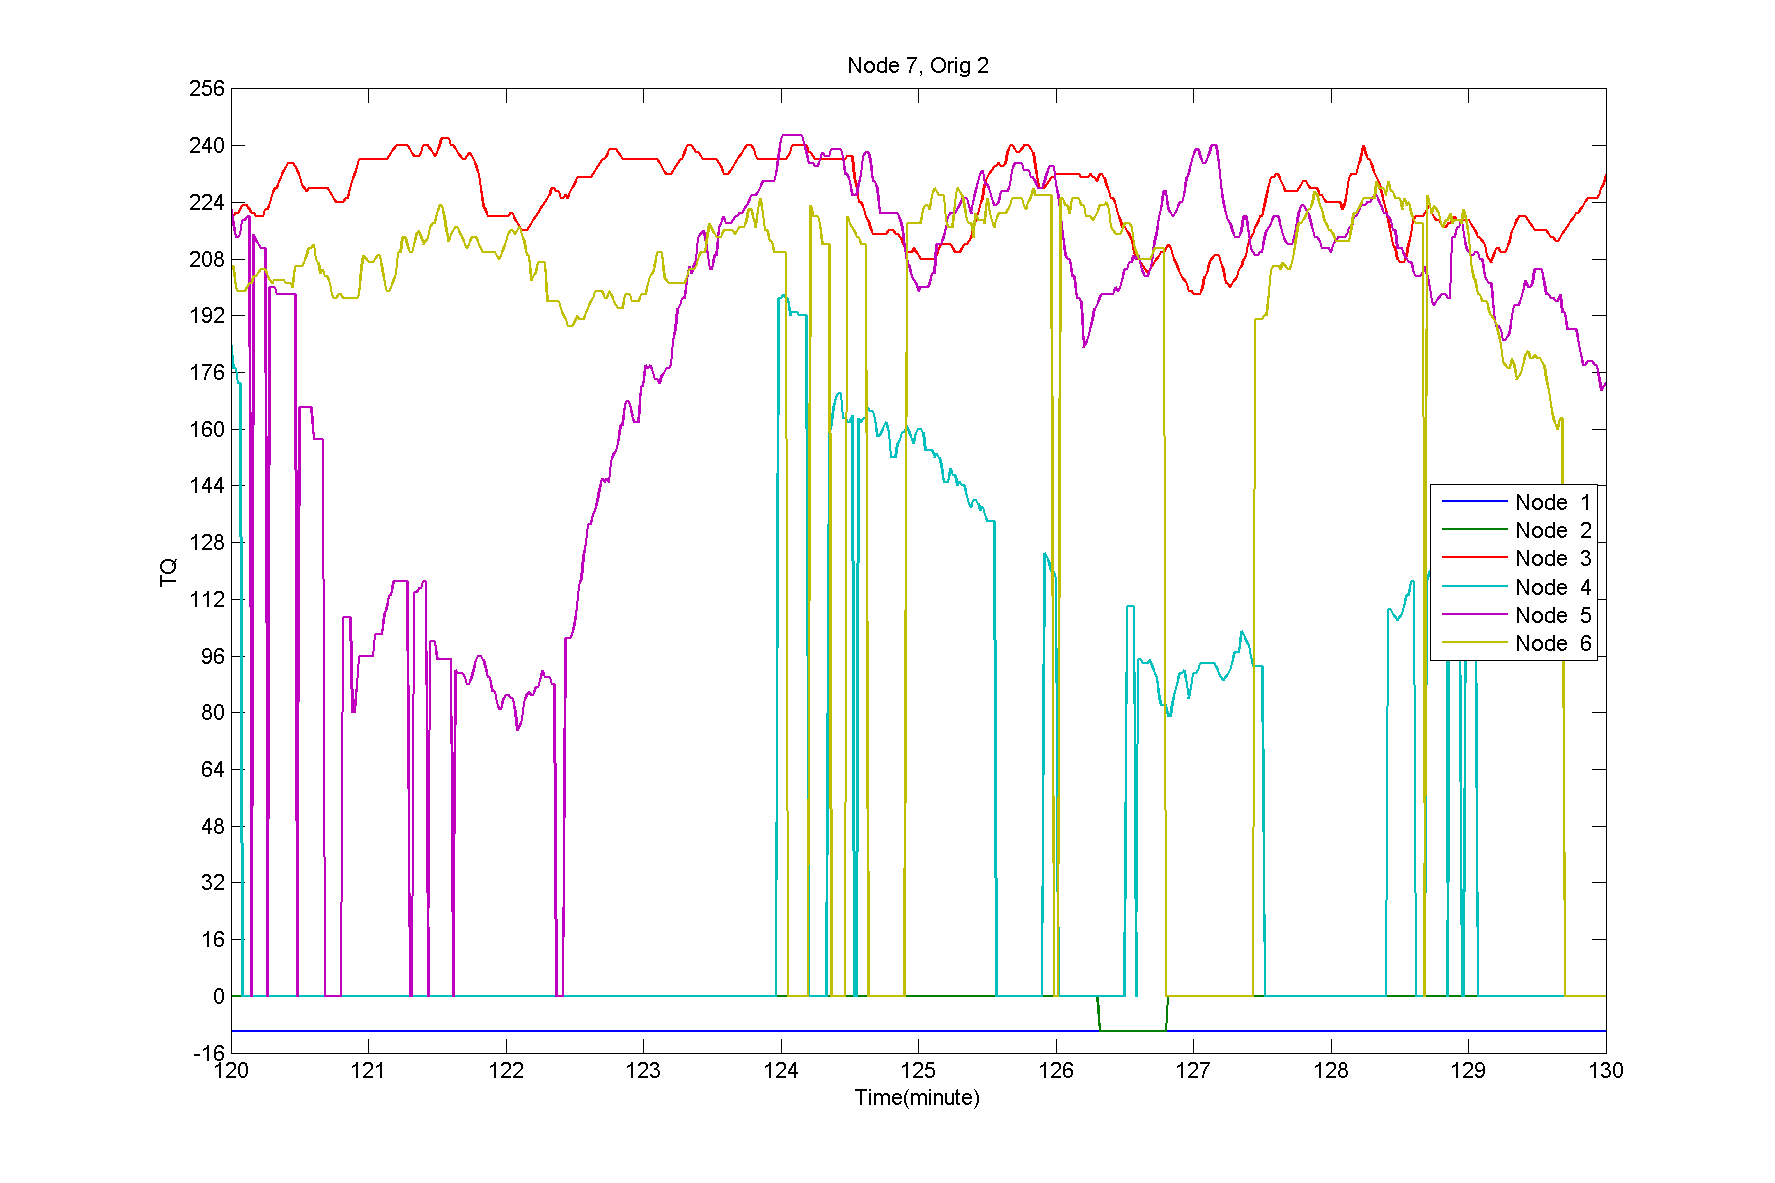 Node 7, Orig 2
256
240
224
208
192
176
160
144
128
112
96
80
64
48
32
16
0
-16
TQ
120 121 122 123 124 125 126 127 128 129 130
Time(minute)
Node 1
Node 2
Node 3
Node 4
Node 5
Node 6